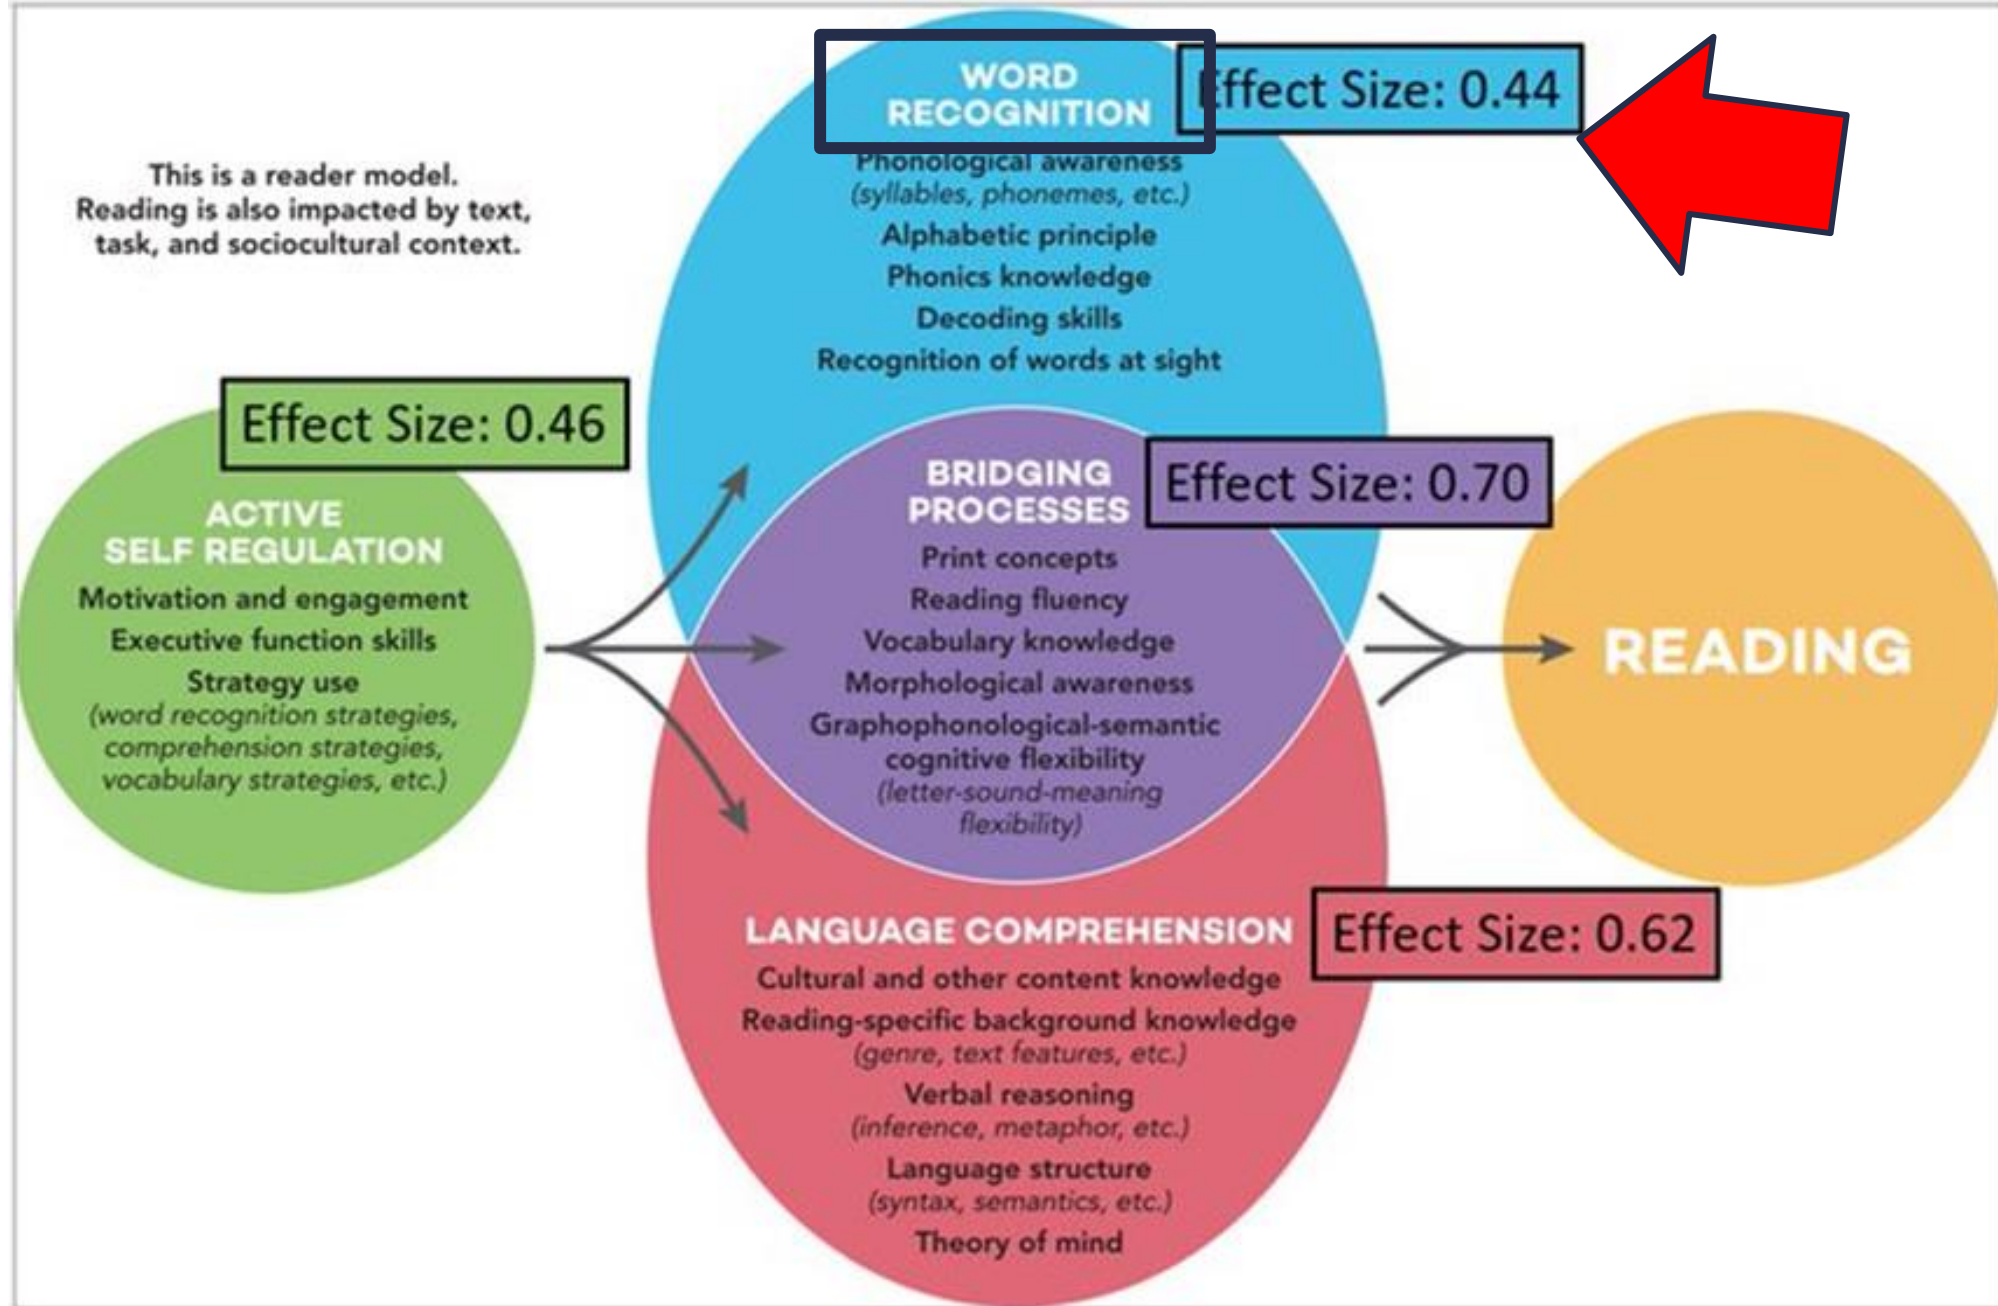 WORD
RECOGNITION
Effect Size: 0.44
Phonological awareness
(syllables, phonemes, etc.)
Alphabetic principle
Phonics knowledge
Decoding skills
Recognition of words at sight
This is a reader model.
Reading is also impacted by text,
task, and sociocultural context.
Effect Size: 0.46
ACTIVE
SELF REGULATION
Motivation and engagement
Executive function skills
Strategy use
(word recognition strategies,
comprehension strategies,
vocabulary strategies, etc.)
BRIDGING
PROCESSES
Effect Size: 0.70
Print concepts
Reading fluency
Vocabulary knowledge
Morphological awareness
Graphophonological-semantic
cognitive flexibility
(letter-sound-meaning
flexibility)
READING
LANGUAGE COMPREHENSION
Effect Size: 0.62
Cultural and other content knowledge
Reading-specific background knowledge
(genre, text features, etc.)
Verbal reasoning
(inference, metaphor, etc.)
Language structure
(syntax, semantics, etc.)
Theory of mind